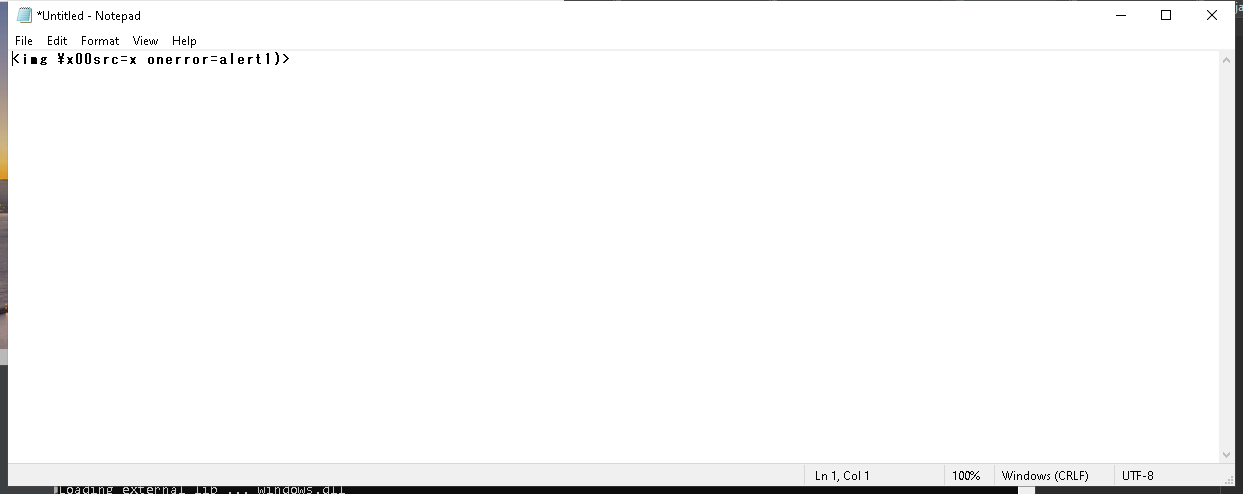 ja
*Untitled - Notepad
File Edit Format View Help
<img ¥x00src=x onerror=alert1)>
Ln 1, Col 1 100% Windows (CRLF) UTF-8
Loading external lib ... windows.dll